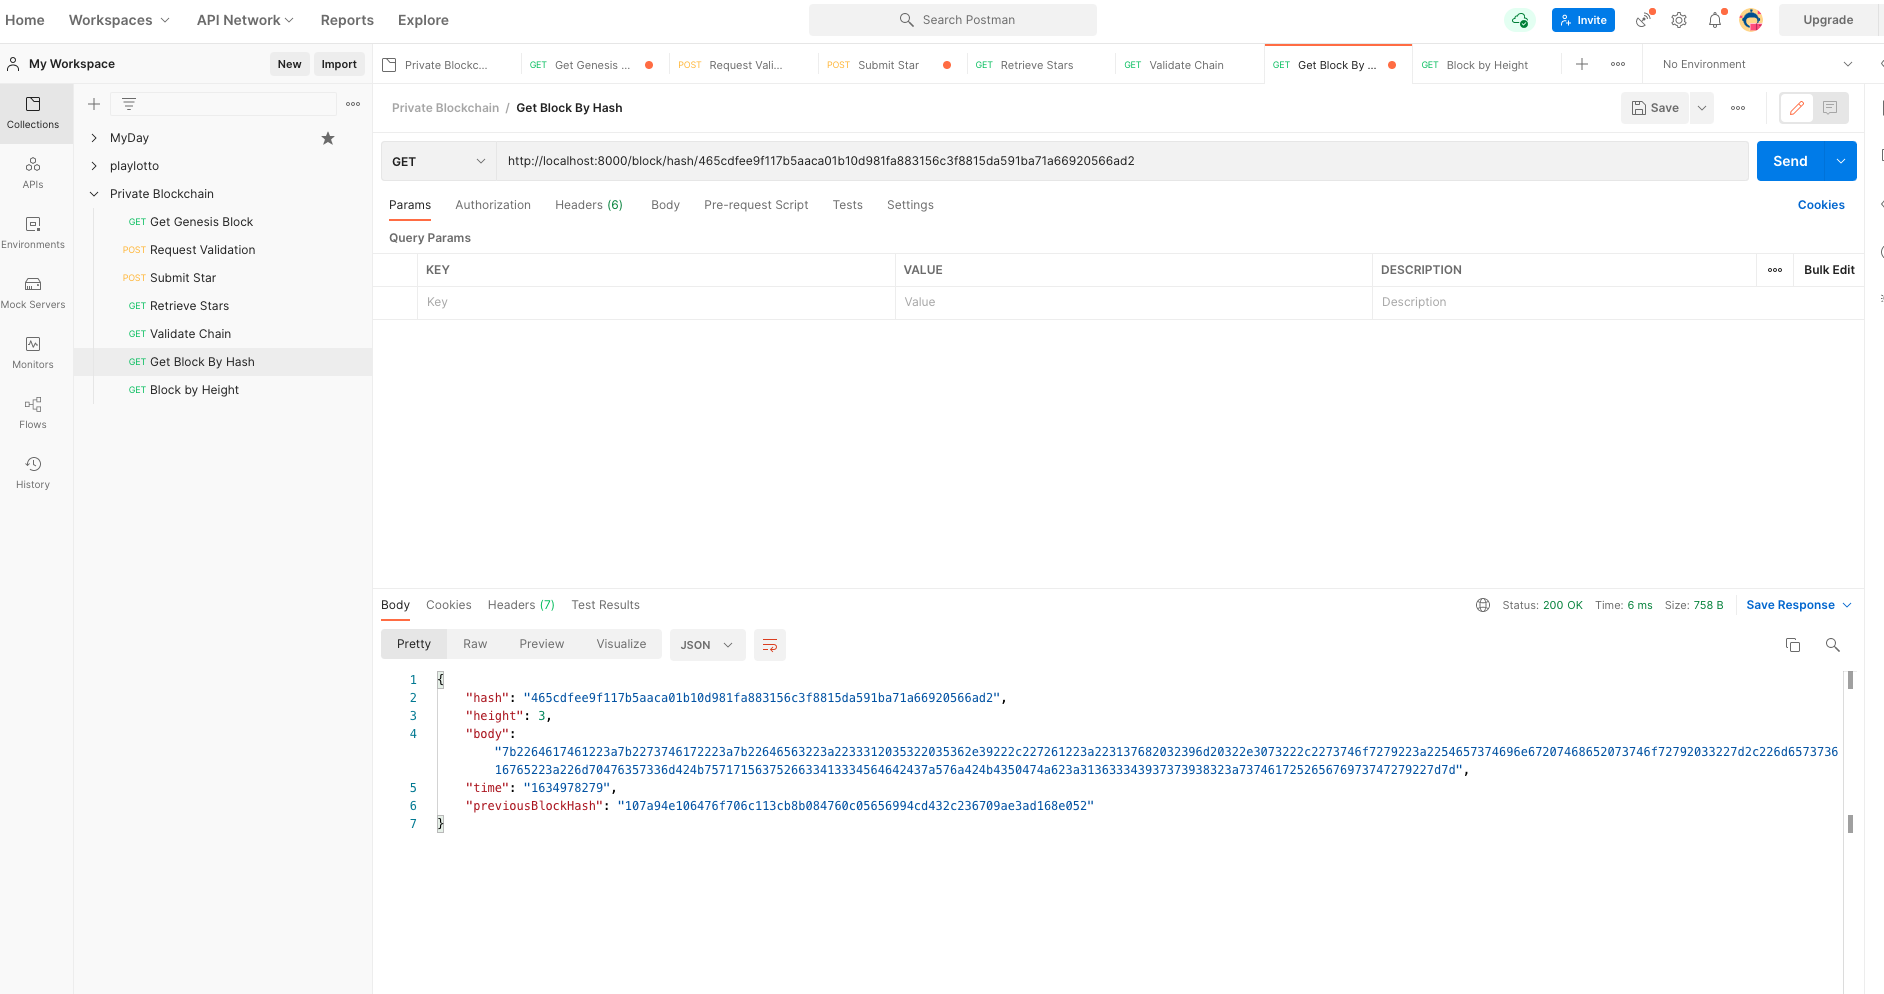 Home Workspaces API Network Reports Explore Search Postman Invite Upgrade
My Workspace New Import
Private Blockc... GET Get Genesis ... POST Request Vali... POST Submit Star GET Retrieve Stars GET Validate Chain GET Get Block By ... GET Block by Height No Environment
Collections
APIs
Environments
Mock Servers
Monitors
Flows
History
MyDay
playlotto
Private Blockchain
GET Get Genesis Block
POST Request Validation
POST Submit Star
GET Retrieve Stars
GET Validate Chain
GET Get Block By Hash
GET Block by Height
Private Blockchain / Get Block By Hash Save
GET http://localhost:8000/block/hash/465cdfee9f117b5aaca01b10d981fa883156c3f8815da591ba71a66920566ad2 Send
Params Authorization Headers (6) Body Pre-request Script Tests Settings Cookies
Query Params
KEY VALUE DESCRIPTION Bulk Edit
Key Value Description
Body Cookies Headers (7) Test Results Status: 200 OK Time: 6 ms Size: 758 B Save Response
Pretty Raw Preview Visualize JSON
1 {
2 "hash": "465cdfee9f117b5aaca01b10d981fa883156c3f8815da591ba71a66920566ad2",
3 "height": 3,
4 "body":
"7b2264617461223a7b2273746172223a7b22646563223a2233312035322035362e39222c227261223a223137682032396d20322e3073222c2273746f7279223a2254657374696e67207468652073746f72792033227d2c226d6573736
16765223a226d70476357336d424b757171563752663341333456464243 7a576a424b4350474a623a313633343937373938323a737461725265676973747279227d7d",
5 "time": "1634978279",
6 "previousBlockHash": "107a94e106476f706c113cb8b084760c05656994cd432c236709ae3ad168e052"
7 }